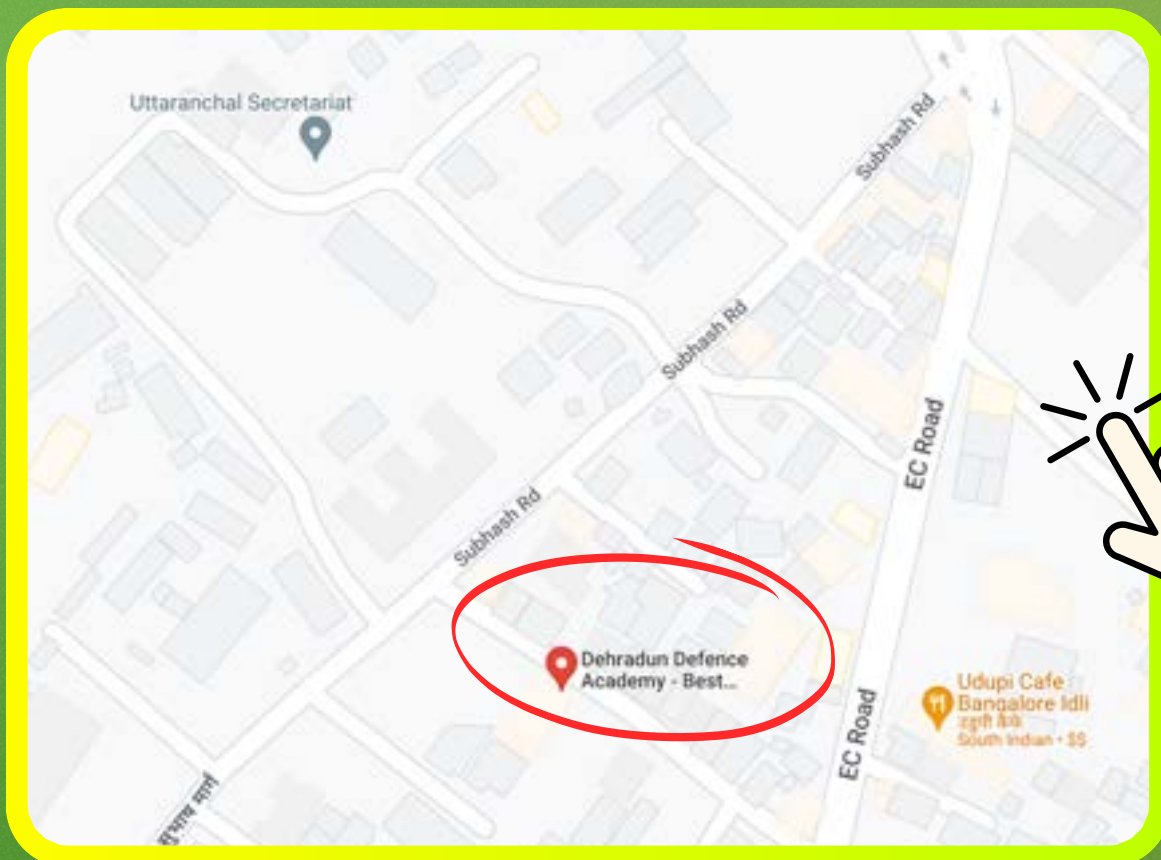 Uttaranchal Secretariat
Subhash Rd
Subhash Rd
EC Road
Subhash Rd
Dehradun Defence
Academy - Best...
Udupi Cafe
Bangalore Idli
South Indian · $$
EC Road